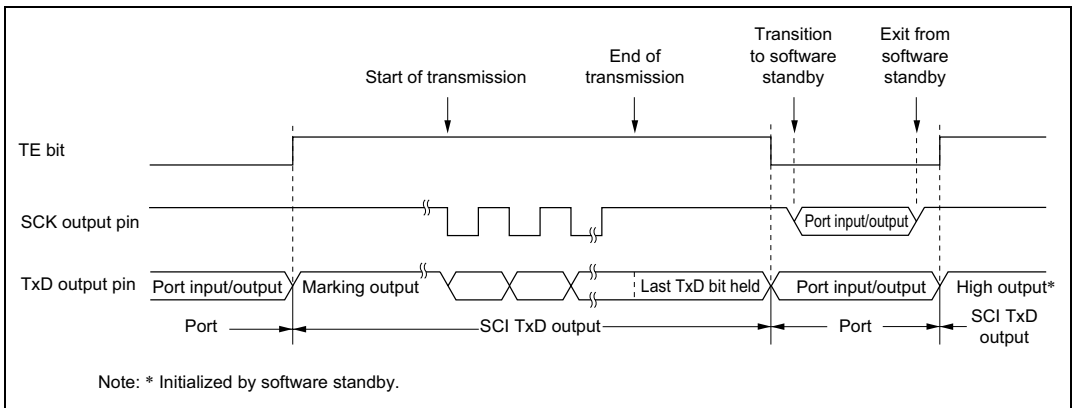 Start of transmission
End of
transmission
Transition
to software
standby
Exit from
software
standby
TE bit
SCK output pin
Port input/output
TxD output pin
Port input/output
Marking output
Last TxD bit held
Port input/output
High output*
Port
SCI TxD output
Port
SCI TxD
output
Note: * Initialized by software standby.